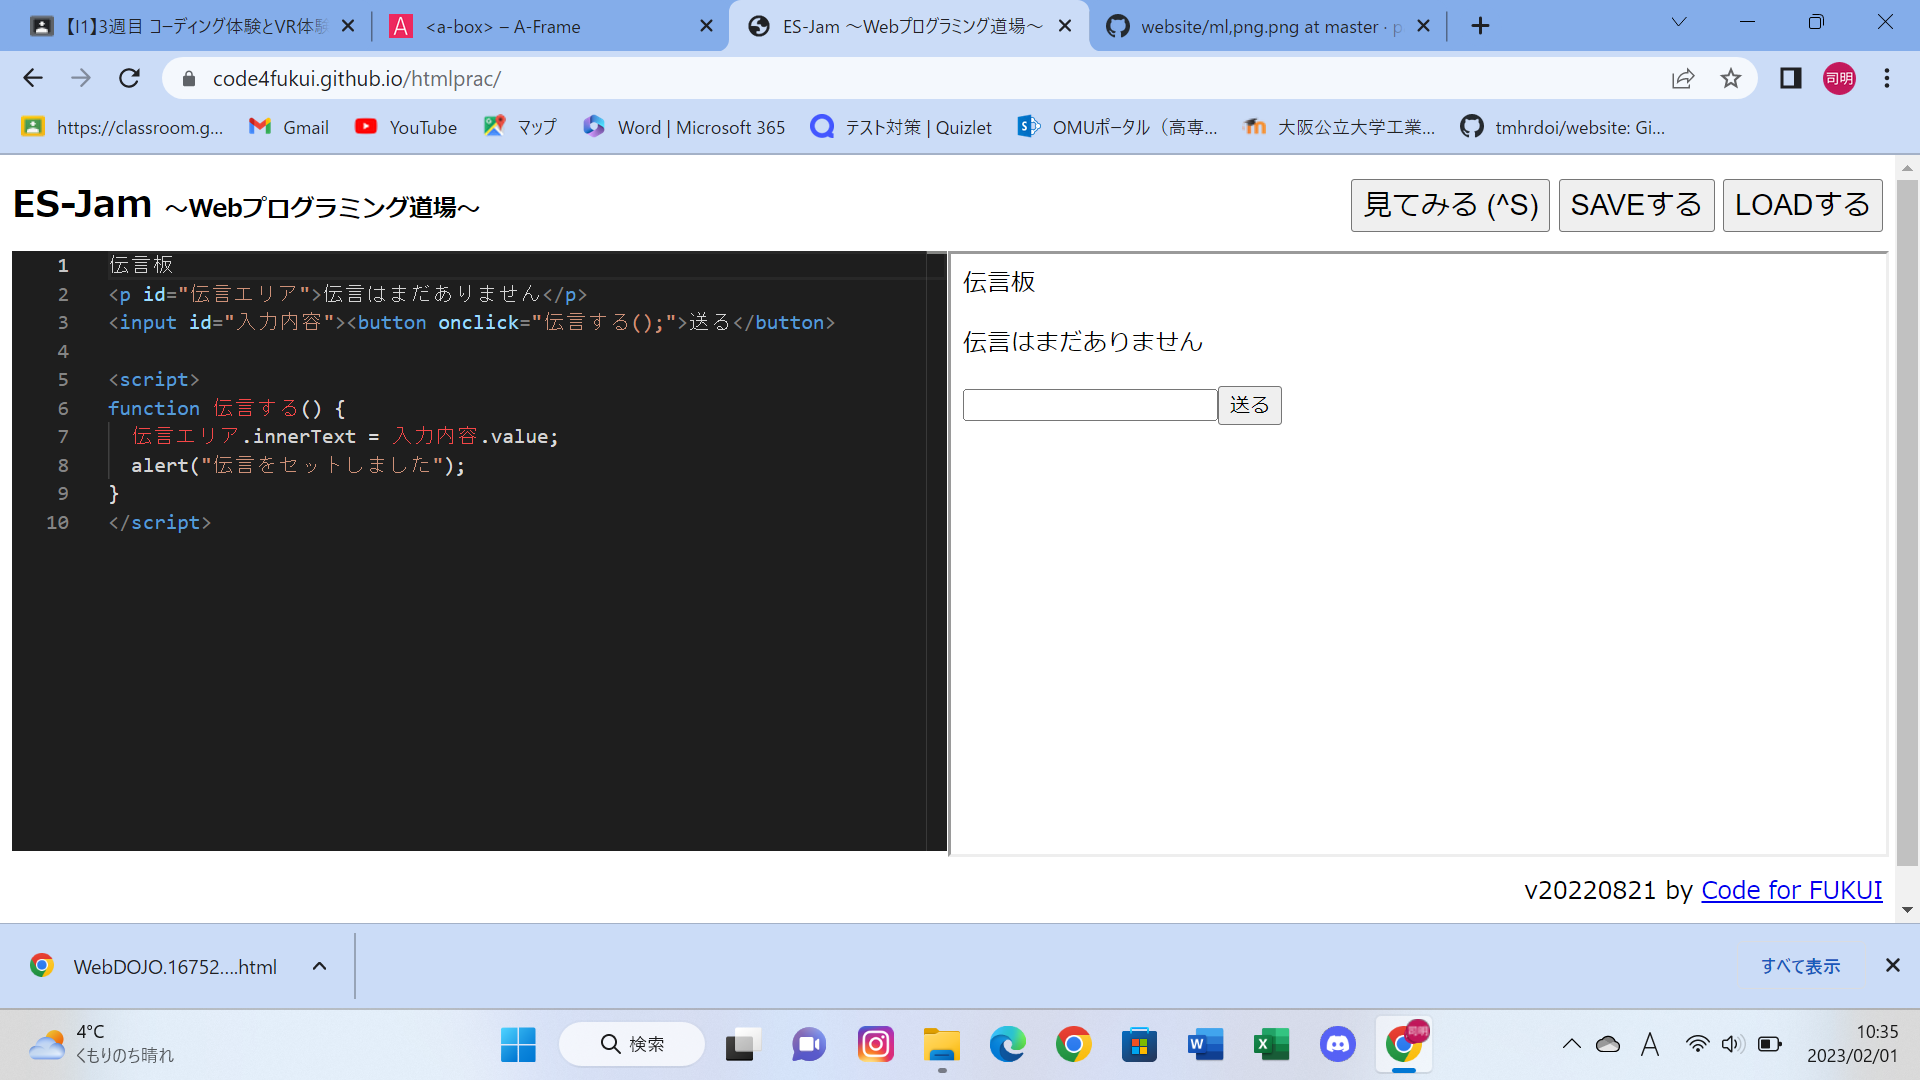 【I1】3週目 コーディング体験とVR体験
<a-box> – A-Frame
ES-Jam ～Webプログラミング道場～
website/ml,png.png at master · p
code4fukui.github.io/htmlprac/
司明
https://classroom.g...
Gmail
YouTube
マップ
Word | Microsoft 365
テスト対策 | Quizlet
OMUポータル（高専...
大阪公立大学工業...
tmhrdoi/website: Gi...
ES-Jam ～Webプログラミング道場～
見てみる (^S)
SAVEする
LOADする
1 伝言板
2 <p id="伝言エリア">伝言はまだありません</p>
3 <input id="入力内容"><button onclick="伝言する();">送る</button>
4
5 <script>
6 function 伝言する() {
7 伝言エリア.innerText = 入力内容.value;
8 alert("伝言をセットしました");
9 }
10 </script>
伝言板
伝言はまだありません
送る
v20220821 by Code for FUKUI
WebDOJO.16752....html
すべて表示
4°C
くもりのち晴れ
検索
司明
A
10:35
2023/02/01